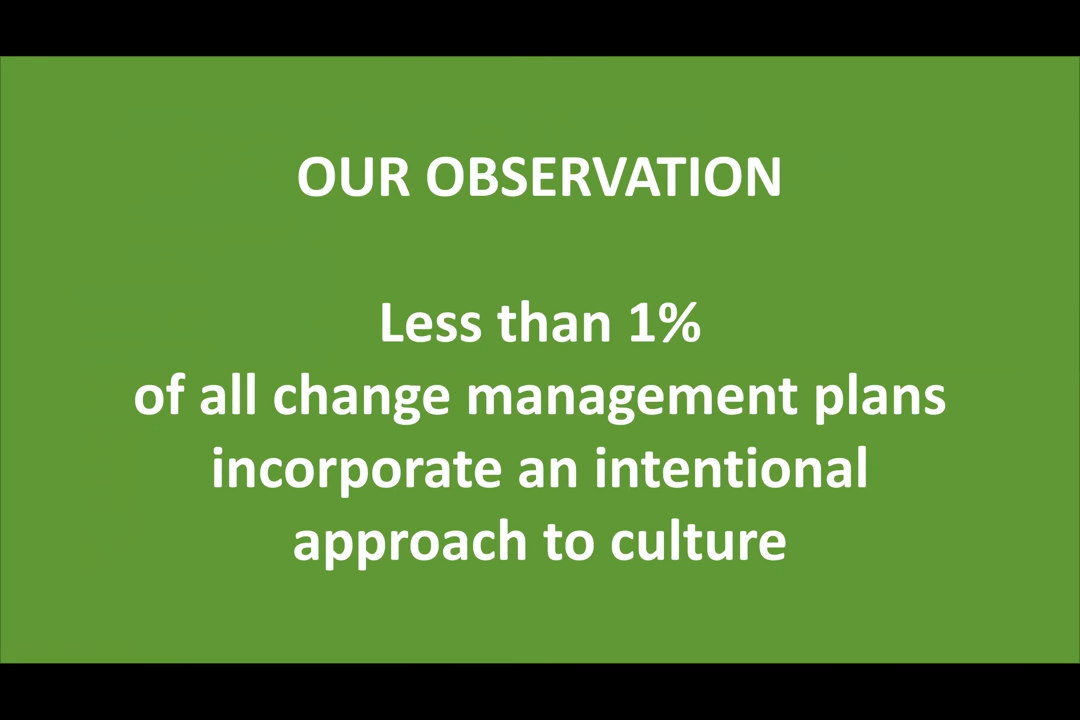 OUR OBSERVATION
Less than 1%
of all change management plans
incorporate an intentional
approach to culture